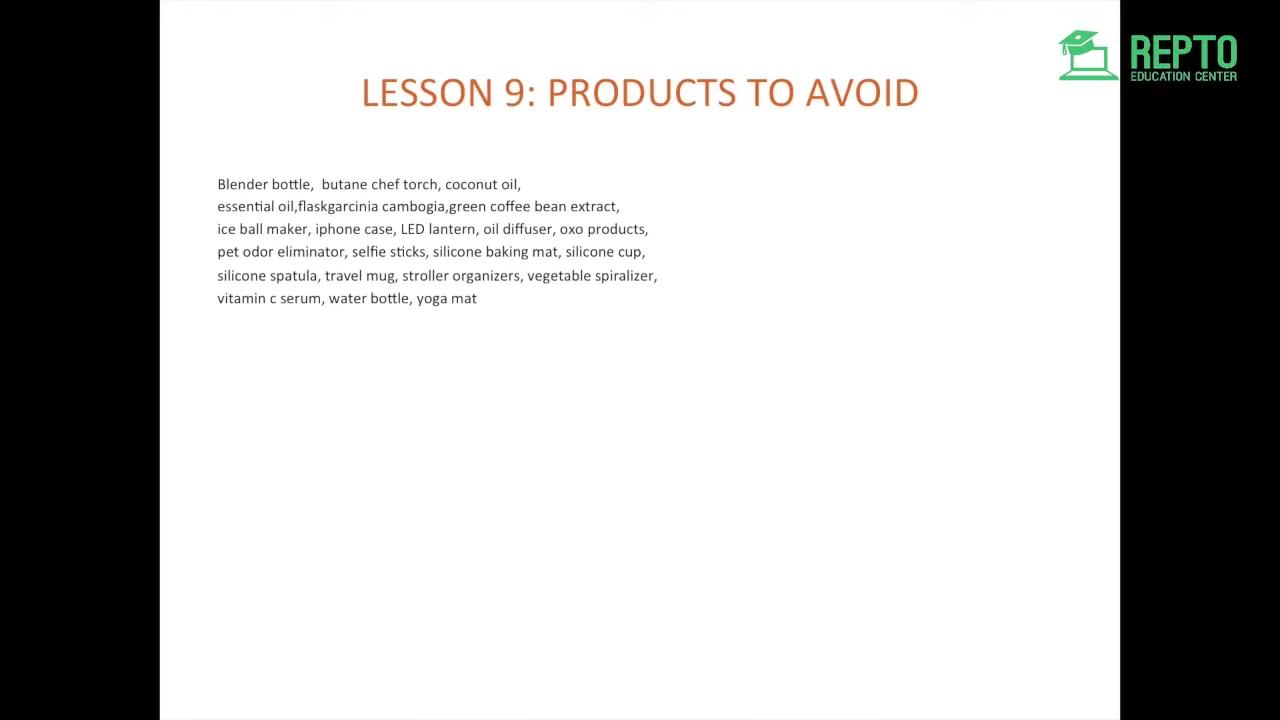 REPTO
EDUCATION CENTER
LESSON 9: PRODUCTS TO AVOID
Blender bottle,  butane chef torch, coconut oil,
essential oil,flaskgarcinia cambogia,green coffee bean extract,
ice ball maker, iphone case, LED lantern, oil diffuser, oxo products,
pet odor eliminator, selfie sticks, silicone baking mat, silicone cup,
silicone spatula, travel mug, stroller organizers, vegetable spiralizer,
vitamin c serum, water bottle, yoga mat